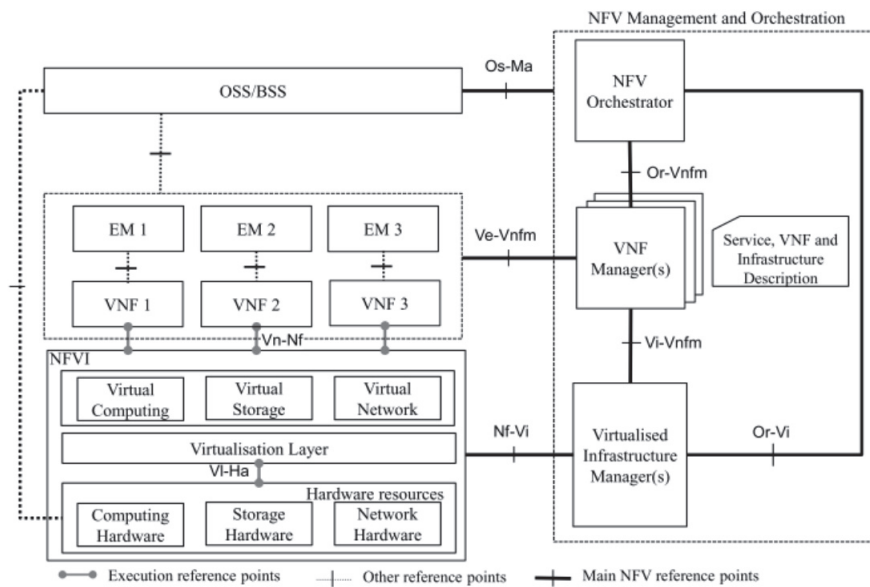 NFV Management and Orchestration
Os-Ma
OSS/BSS
NFV
Orchestrator
Or-Vnfm
EM 1
EM 2
EM 3
Ve-Vnfm
VNF
Manager(s)
Service, VNF and
Infrastructure
Description
VNF 1
VNF 2
VNF 3
Vn-Nf
Vi-Vnfm
NFVI
Virtual
Computing
Virtual
Storage
Virtual
Network
Nf-Vi
Virtualised
Infrastructure
Manager(s)
Or-Vi
Virtualisation Layer
Vl-Ha
Hardware resources
Computing
Hardware
Storage
Hardware
Network
Hardware
Execution reference points
Other reference points
Main NFV reference points